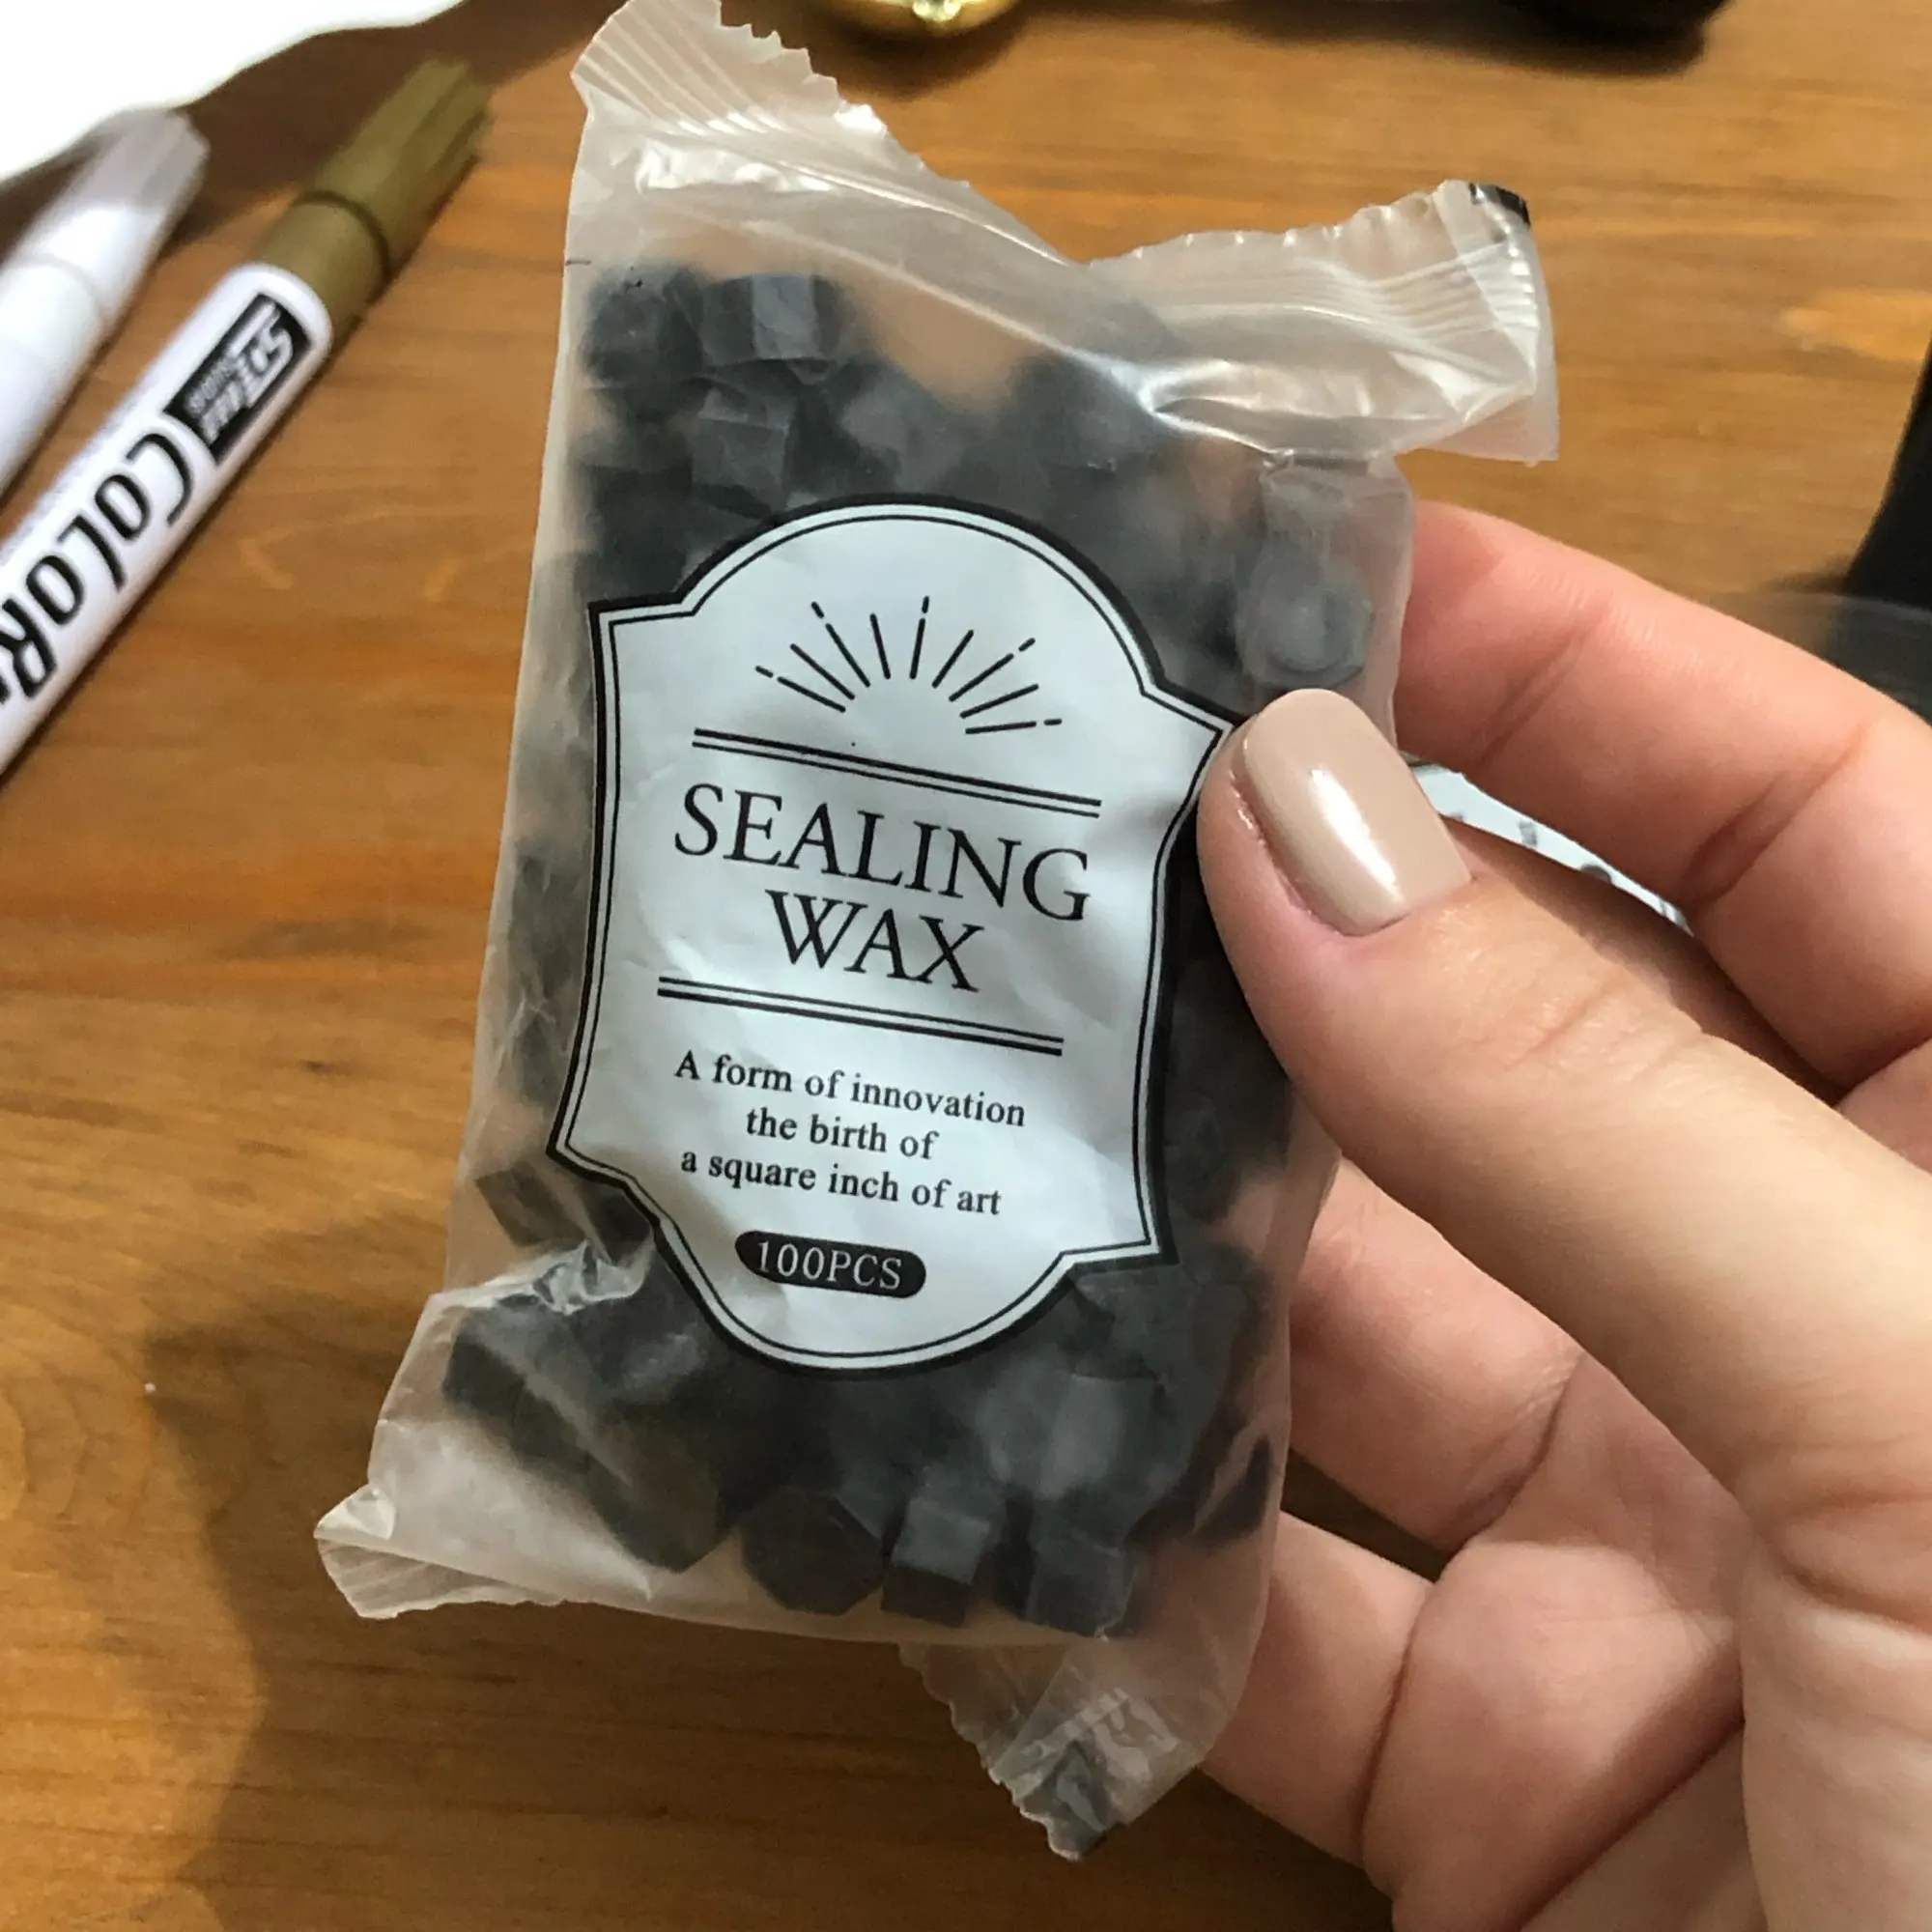 SEALING
WAX
A form of innovation
the birth of
a square inch of art
100PCS
COLOR